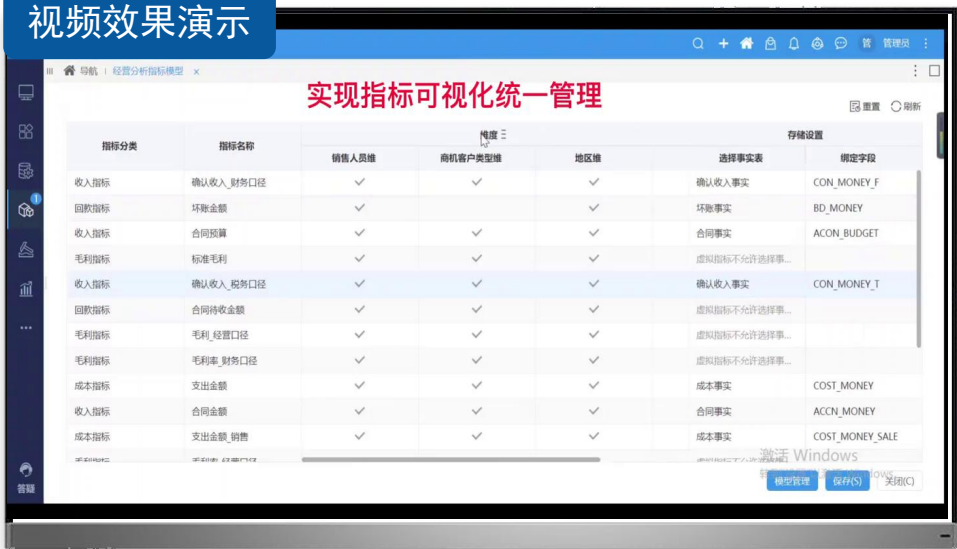 视频效果演示
管 管理员
导航 经营分析指标模型 ×
实现指标可视化统一管理
重置 刷新
指标分类 指标名称 维度 存储设置
销售人员维 商机客户类型维 地区维 选择事实表 绑定字段
收入指标 确认收入_财务口径 确认收入事实 CON_MONEY_F
回款指标 坏账金额 坏账事实 BD_MONEY
收入指标 合同预算 合同事实 ACON_BUDGET
毛利指标 标准毛利 虚拟指标不允许选择事...
收入指标 确认收入_税务口径 确认收入事实 CON_MONEY_T
回款指标 合同待收金额 虚拟指标不允许选择事...
毛利指标 毛利_经营口径 虚拟指标不允许选择事...
毛利指标 毛利率_财务口径 虚拟指标不允许选择事...
成本指标 支出金额 成本事实 COST_MONEY
收入指标 合同金额 合同事实 ACCN_MONEY
成本指标 支出金额_销售 成本事实 COST_MONEY_SALE
激活 Windows
模型管理 保存(S) 关闭(C)
1
答疑